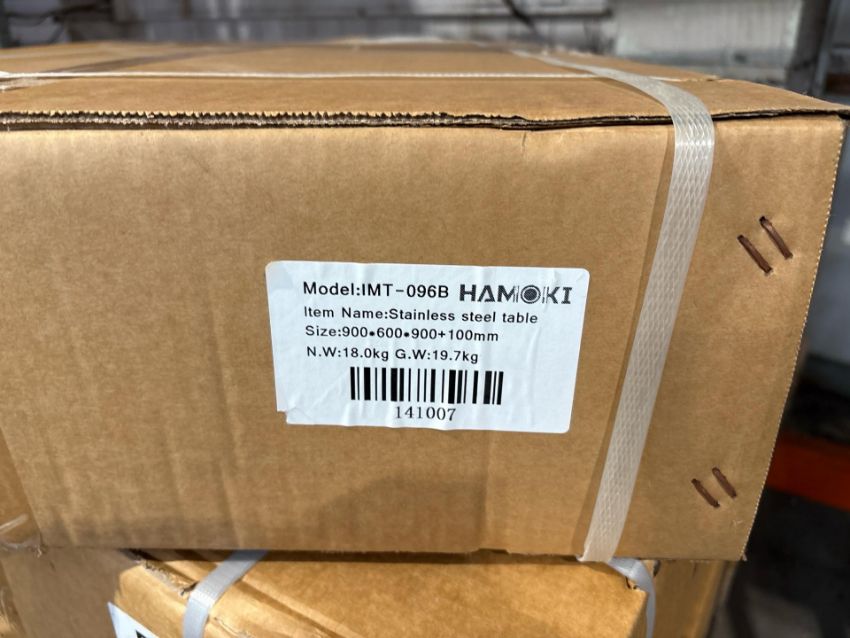 Model:IMT-096B HAMOKI
Item Name:Stainless steel table
Size:900*600*900+100mm
N.W:18.0kg G.W:19.7kg
141007